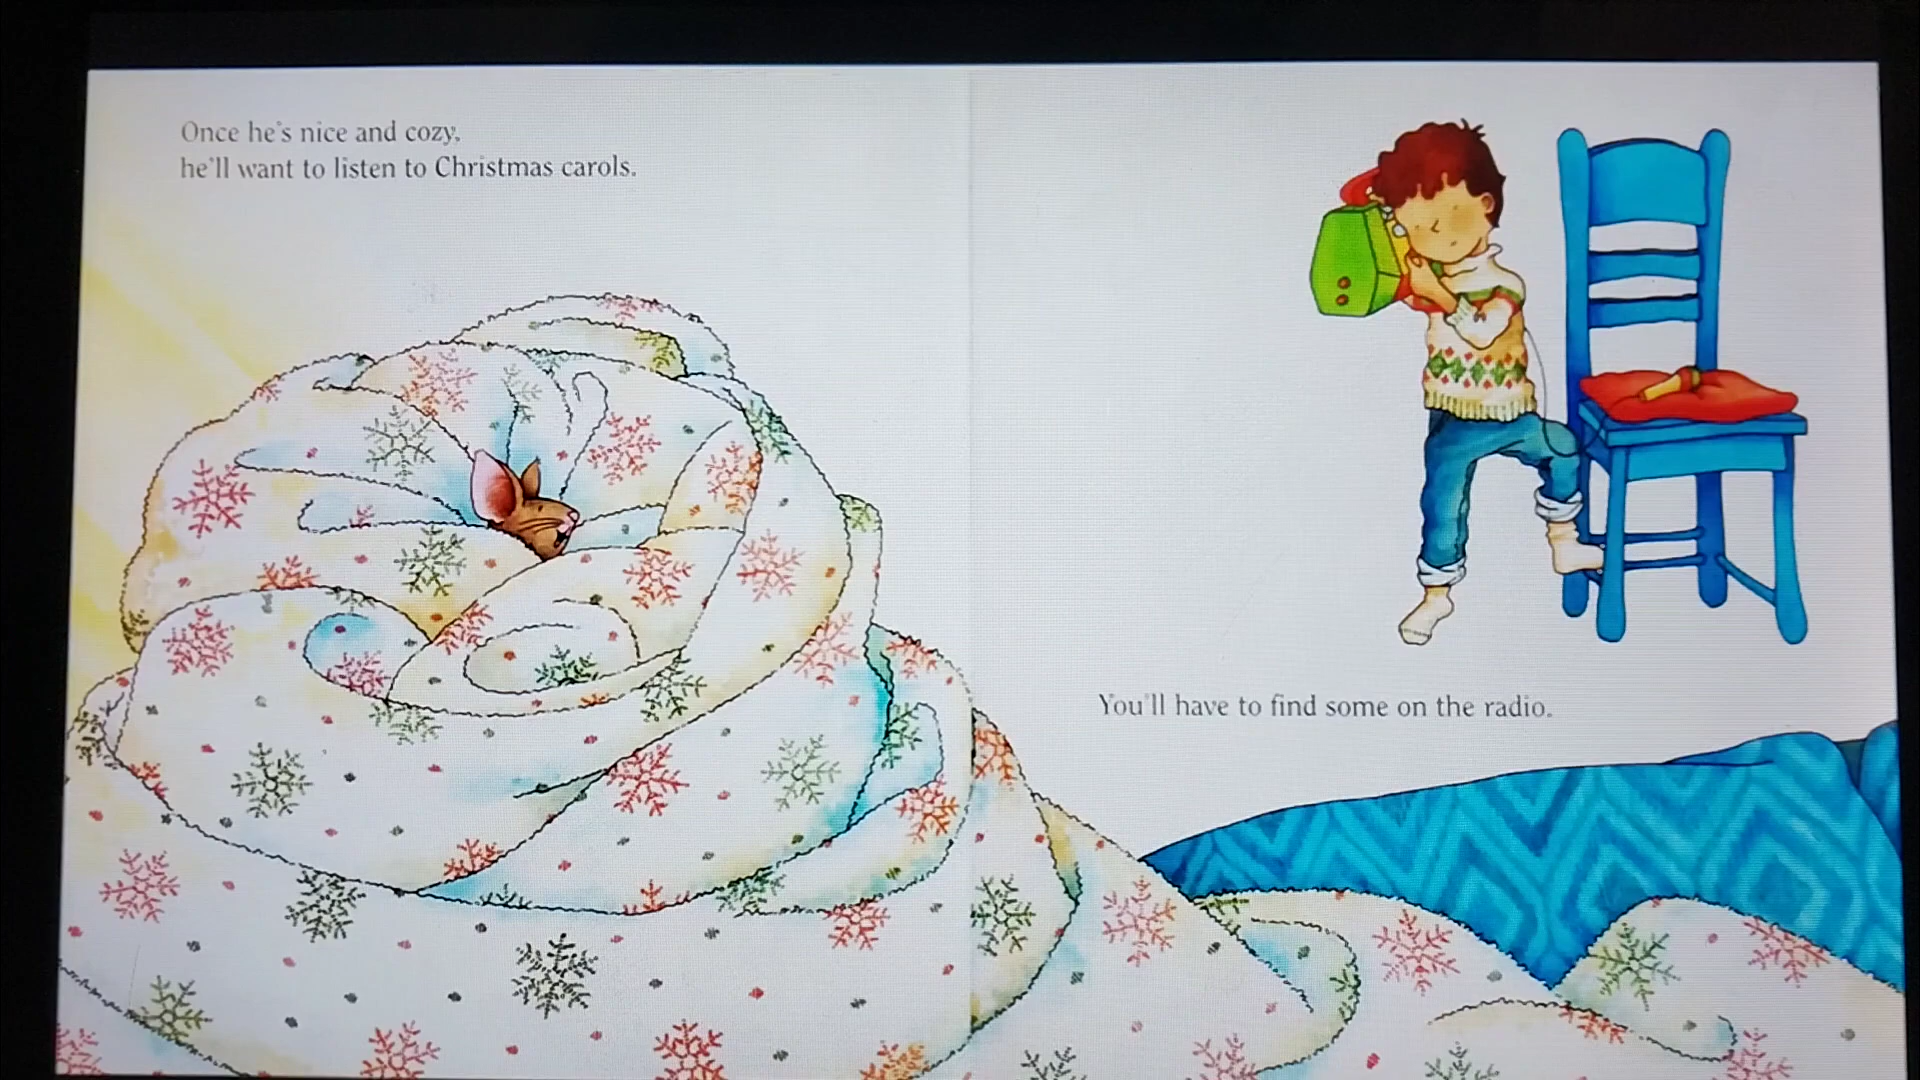 Once he's nice and cozy,
he'll want to listen to Christmas carols.
You'll have to find some on the radio.